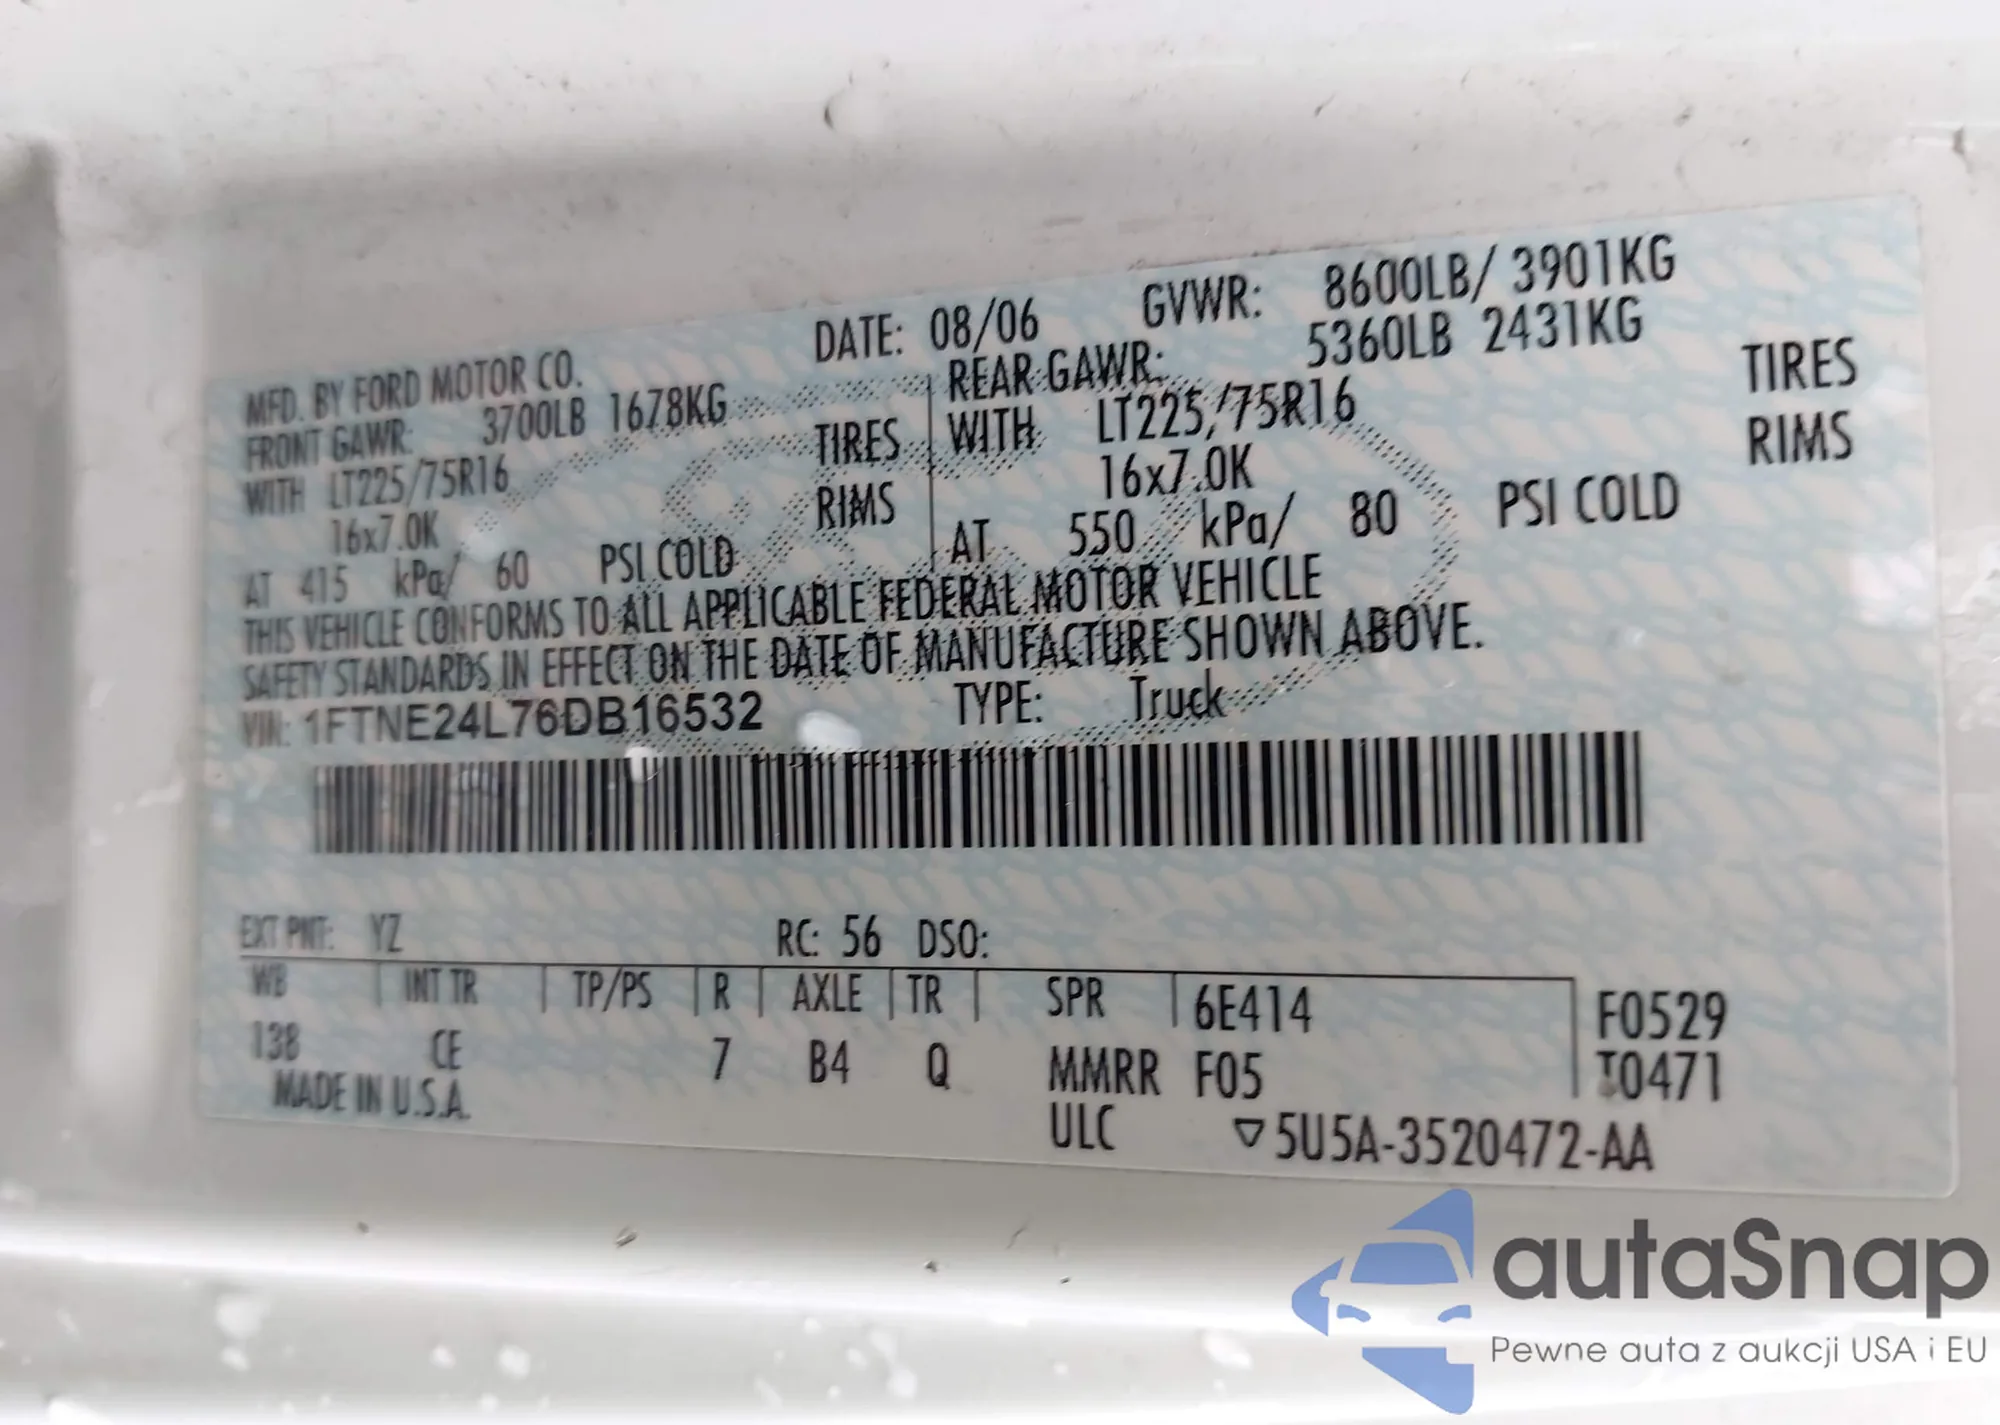 MFD. BY FORD MOTOR CO. DATE: 08/06 GVWR: 8600LB/ 3901KG
FRONT GAWR: 3700LB 1678KG REAR GAWR: 5360LB 2431KG
WITH LT225/75R16 TIRES WITH LT225/75R16 TIRES
16x7.0K RIMS 16x7.0K RIMS
AT 415 kPa/ 60 PSI COLD AT 550 kPa/ 80 PSI COLD
THIS VEHICLE CONFORMS TO ALL APPLICABLE FEDERAL MOTOR VEHICLE
SAFETY STANDARDS IN EFFECT ON THE DATE OF MANUFACTURE SHOWN ABOVE.
VIN: 1FTNE24L76DB16532 TYPE: Truck
EXT PNT: YZ RC: 56 DSO:
WB INT TR TP/PS R AXLE TR SPR 6E414 F0529
138 CE 7 B4 Q MMRR F05 T0471
MADE IN U.S.A. ULC ▽5U5A-3520472-AA
autaSnap
Pewne auta z aukcji USA i EU